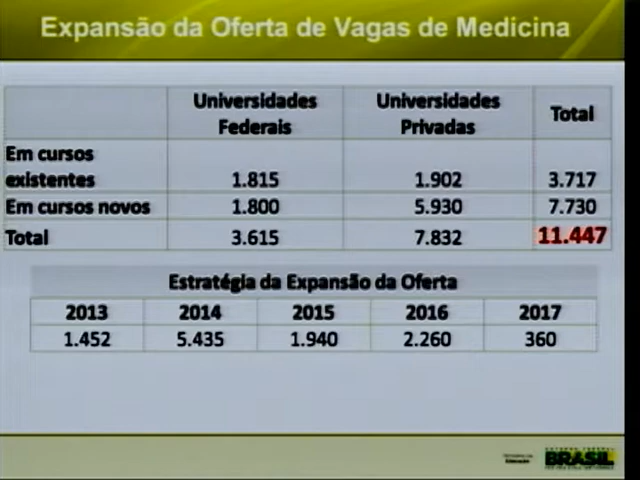 Expansão da Oferta de Vagas de Medicina
Universidades Federais Universidades Privadas Total
Em cursos existentes 1.815 1.902 3.717
Em cursos novos 1.800 5.930 7.730
Total 3.615 7.832 11.447
Estratégia da Expansão da Oferta
2013 2014 2015 2016 2017
1.452 5.435 1.940 2.260 360
BRASIL